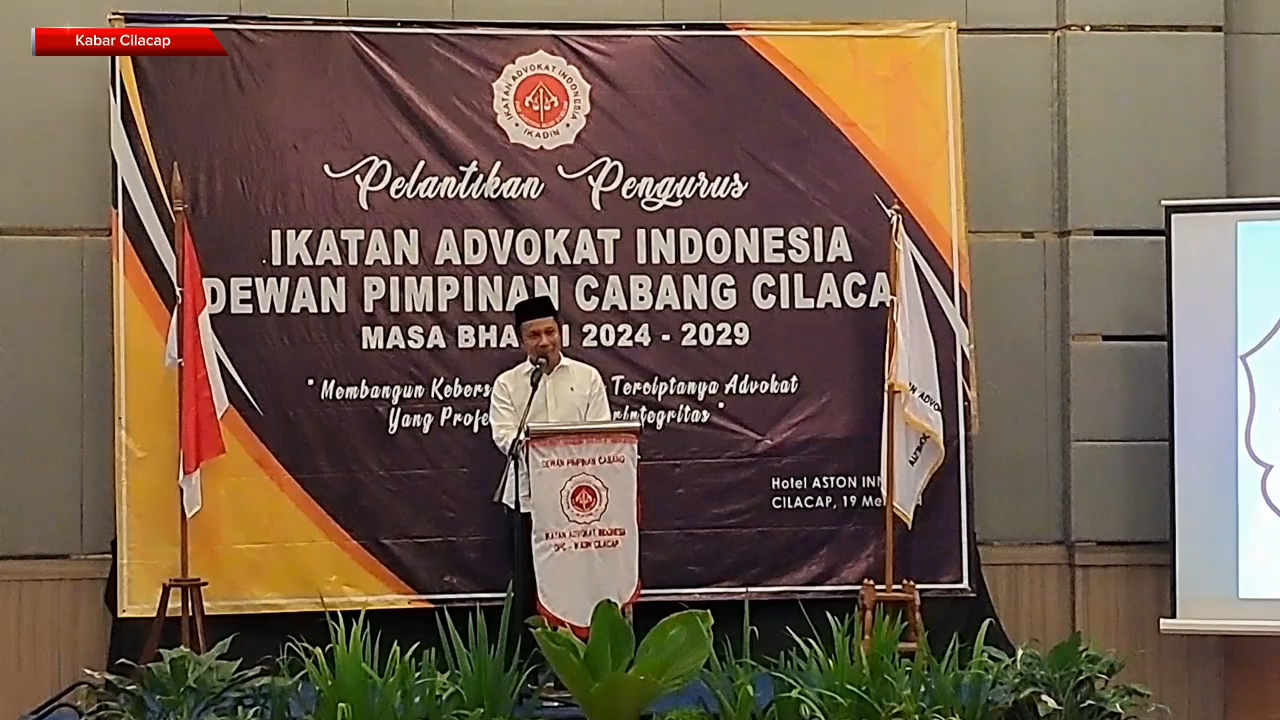 Kabar Cilacap
IKATAN ADVOKAT INDONESIA
IKADIN
Pelantikan Pengurus
IKATAN ADVOKAT INDONESIA
DEWAN PIMPINAN CABANG CILACA
MASA BHA I 2024 - 2029
" Membangun Kebers Terciptanya Advokat
Yang Profe rintegritas "
Hotel ASTON INN
CILACAP, 19 Me
DEWAN PIMPINAN CABANG
IKATAN ADVOKAT INDONESIA
DPC - IKADIN CILACAP